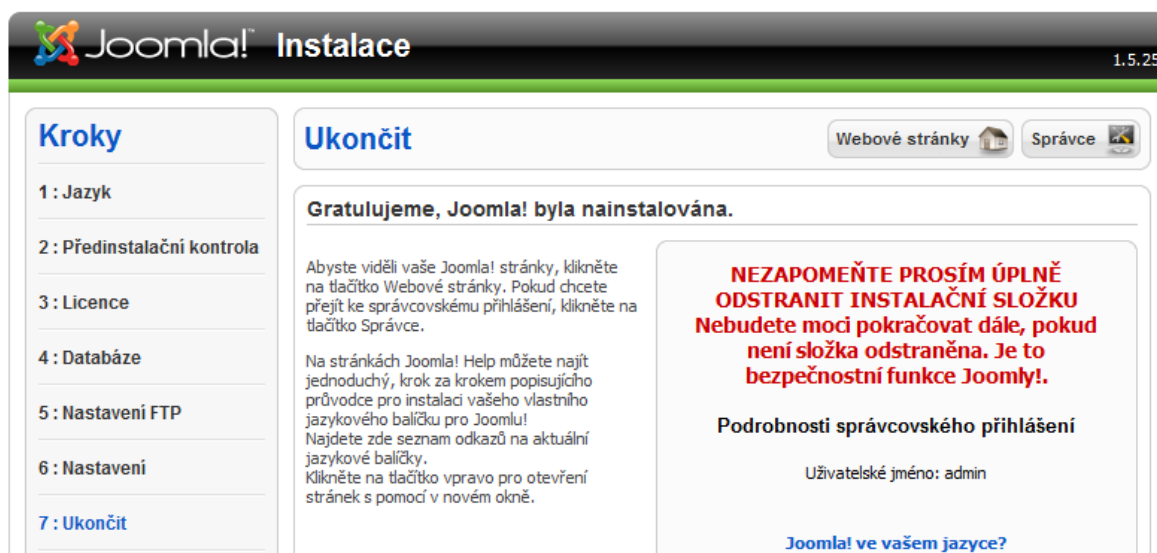 Joomla!™ Instalace
1.5.25
Kroky
1 : Jazyk
2 : Předinstalační kontrola
3 : Licence
4 : Databáze
5 : Nastavení FTP
6 : Nastavení
7 : Ukončit
Ukončit
Webové stránky
Správce
Gratulujeme, Joomla! byla nainstalována.
Abyste viděli vaše Joomla! stránky, klikněte
na tlačítko Webové stránky. Pokud chcete
přejít ke správcovskému přihlášení, klikněte na
tlačítko Správce.
Na stránkách Joomla! Help můžete najít
jednoduchý, krok za krokem popisujícího
průvodce pro instalaci vašeho vlastního
jazykového balíčku pro Joomlu!
Najdete zde seznam odkazů na aktuální
jazykové balíčky.
Klikněte na tlačítko vpravo pro otevření
stránek s pomocí v novém okně.
NEZAPOMEŇTE PROSÍM ÚPLNĚ
ODSTRANIT INSTALAČNÍ SLOŽKU
Nebudete moci pokračovat dále, pokud
není složka odstraněna. Je to
bezpečnostní funkce Joomly!.
Podrobnosti správcovského přihlášení
Uživatelské jméno: admin
Joomla! ve vašem jazyce?